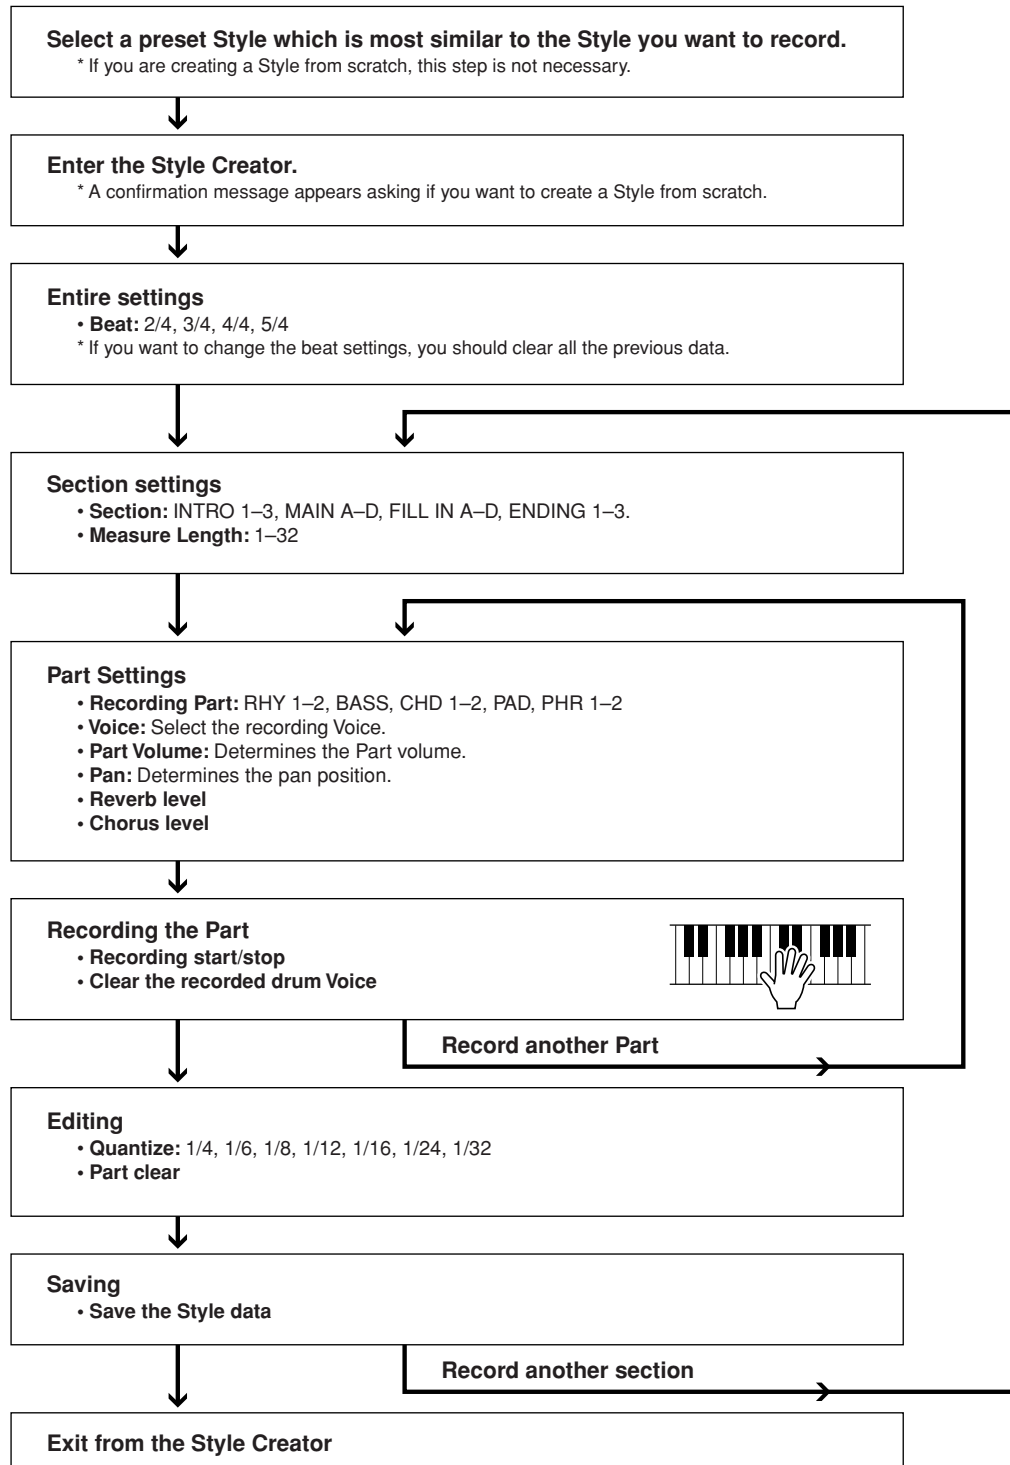 Select a preset Style which is most similar to the Style you want to record.
* If you are creating a Style from scratch, this step is not necessary.
Enter the Style Creator.
* A confirmation message appears asking if you want to create a Style from scratch.
Entire settings
• Beat: 2/4, 3/4, 4/4, 5/4
* If you want to change the beat settings, you should clear all the previous data.
Section settings
• Section: INTRO 1–3, MAIN A–D, FILL IN A–D, ENDING 1–3.
• Measure Length: 1–32
Part Settings
• Recording Part: RHY 1–2, BASS, CHD 1–2, PAD, PHR 1–2
• Voice: Select the recording Voice.
• Part Volume: Determines the Part volume.
• Pan: Determines the pan position.
• Reverb level
• Chorus level
Recording the Part
• Recording start/stop
• Clear the recorded drum Voice
Record another Part
Editing
• Quantize: 1/4, 1/6, 1/8, 1/12, 1/16, 1/24, 1/32
• Part clear
Saving
• Save the Style data
Record another section
Exit from the Style Creator